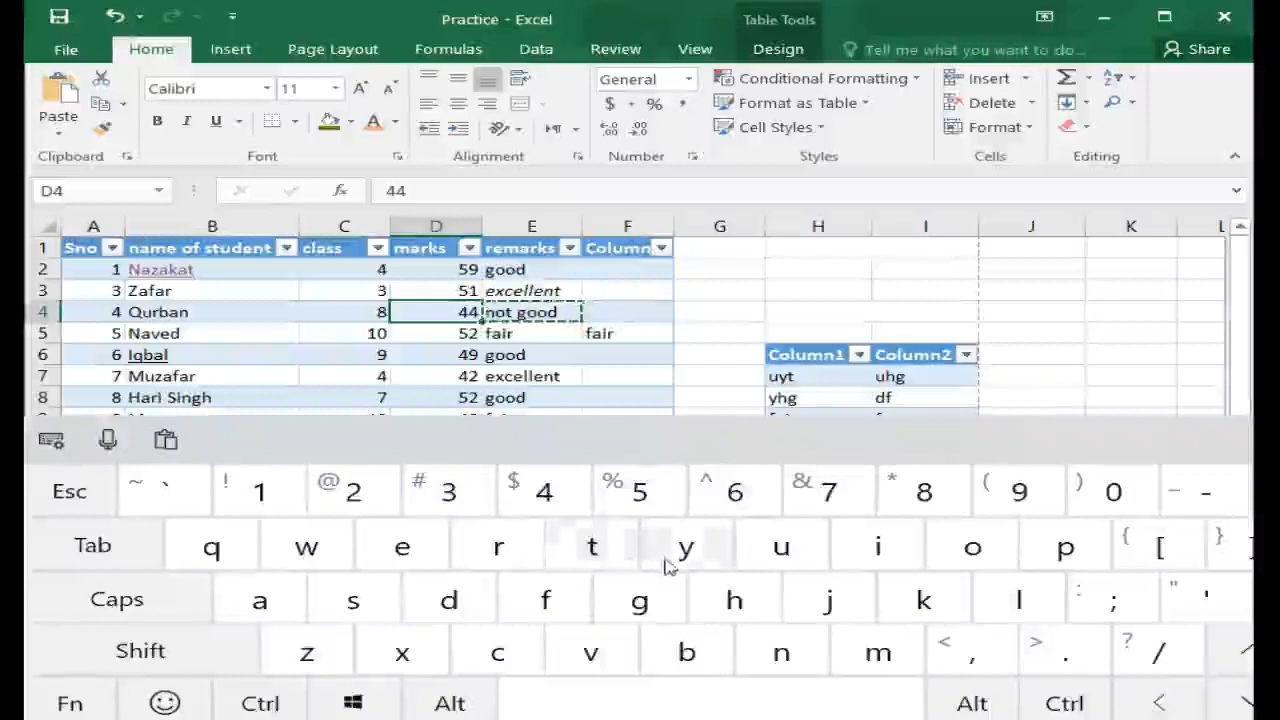 Practice - Excel
Table Tools
File Home Insert Page Layout Formulas Data Review View Design Tell me what you want to do... Share
Paste
Calibri 11
B I U
General
$ % ,
Conditional Formatting
Format as Table
Cell Styles
Insert
Delete
Format
Clipboard Font Alignment Number Styles Cells Editing
D4 fx 44
A B C D E F G H I J K L
1 Sno name of student class marks remarks Column
2 1 Nazakat 4 59 good
3 3 Zafar 3 51 excellent
4 4 Qurban 8 44 not good
5 5 Naved 10 52 fair fair
6 6 Iqbal 9 49 good Column1 Column2
7 7 Muzafar 4 42 excellent uyt uhg
8 8 Hari Singh 7 52 good yhg df
Esc ~ ` ! 1 @ 2 # 3 $ 4 % 5 ^ 6 & 7 * 8 ( 9 ) 0 _ -
Tab q w e r t y u i o p { [ } ]
Caps a s d f g h j k l : ; " '
Shift z x c v b n m < , > . ? /
Fn Ctrl Alt Alt Ctrl